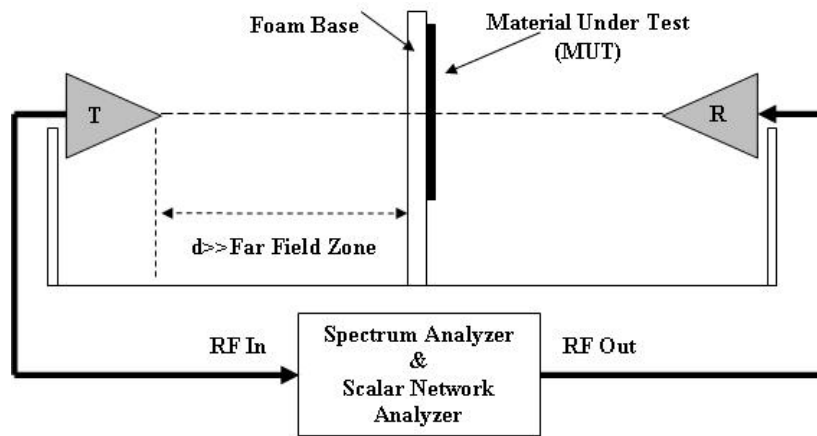 Foam Base
Material Under Test
(MUT)
T
R
d>>Far Field Zone
RF In
Spectrum Analyzer
&
Scalar Network
Analyzer
RF Out